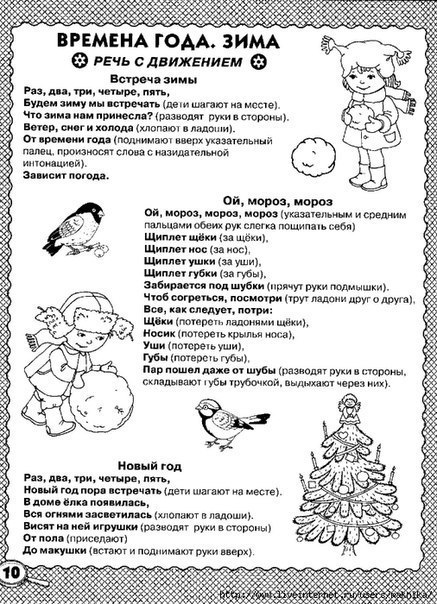 ВРЕМЕНА ГОДА. ЗИМА
РЕЧЬ С ДВИЖЕНИЕМ
Встреча зимы
Раз, два, три, четыре, пять,
Будем зиму мы встречать (дети шагают на месте).
Что зима нам принесла? (разводят руки в стороны).
Ветер, снег и холода (хлопают в ладоши).
От времени года (поднимают вверх указательный
палец, произносят слова с назидательной
интонацией).
Зависит погода.
Ой, мороз, мороз
Ой, мороз, мороз, мороз (указательным и средним
пальцами обеих рук слегка пощипать себя)
Щиплет щёки (за щёки),
Щиплет нос (за нос),
Щиплет ушки (за уши),
Щиплет губки (за губы),
Забирается под шубки (прячут руки подмышки).
Чтоб согреться, посмотри (трут ладони друг о друга),
Все, как следует, потри:
Щёки (потереть ладонями щёки),
Носик (потереть крылья носа),
Уши (потереть уши),
Губы (потереть губы),
Пар пошел даже от шубы (разводят руки в стороны,
складывают губы трубочкой, выдыхают через них).
Новый год
Раз, два, три, четыре, пять,
Новый год пора встречать (дети шагают на месте).
В доме ёлка появилась,
Вся огнями засветилась (хлопают в ладоши).
Висят на ней игрушки (разводят руки в стороны)
От пола (приседают)
До макушки (встают и поднимают руки вверх).
10
http://www.liveinternet.ru/users/maknika/